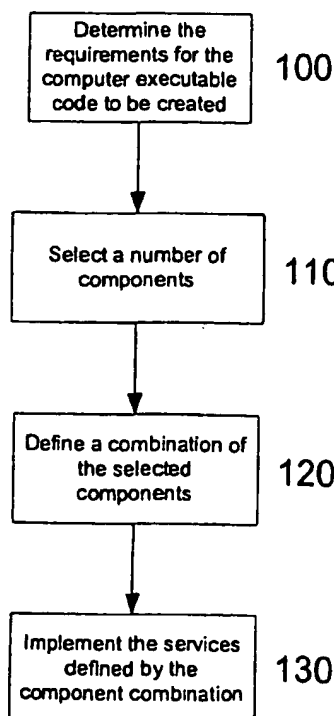 Determine the
requirements for the
computer executable
code to be created
100
Select a number of
components
110
Define a combination of
the selected
components
120
Implement the services
defined by the
component combination
130